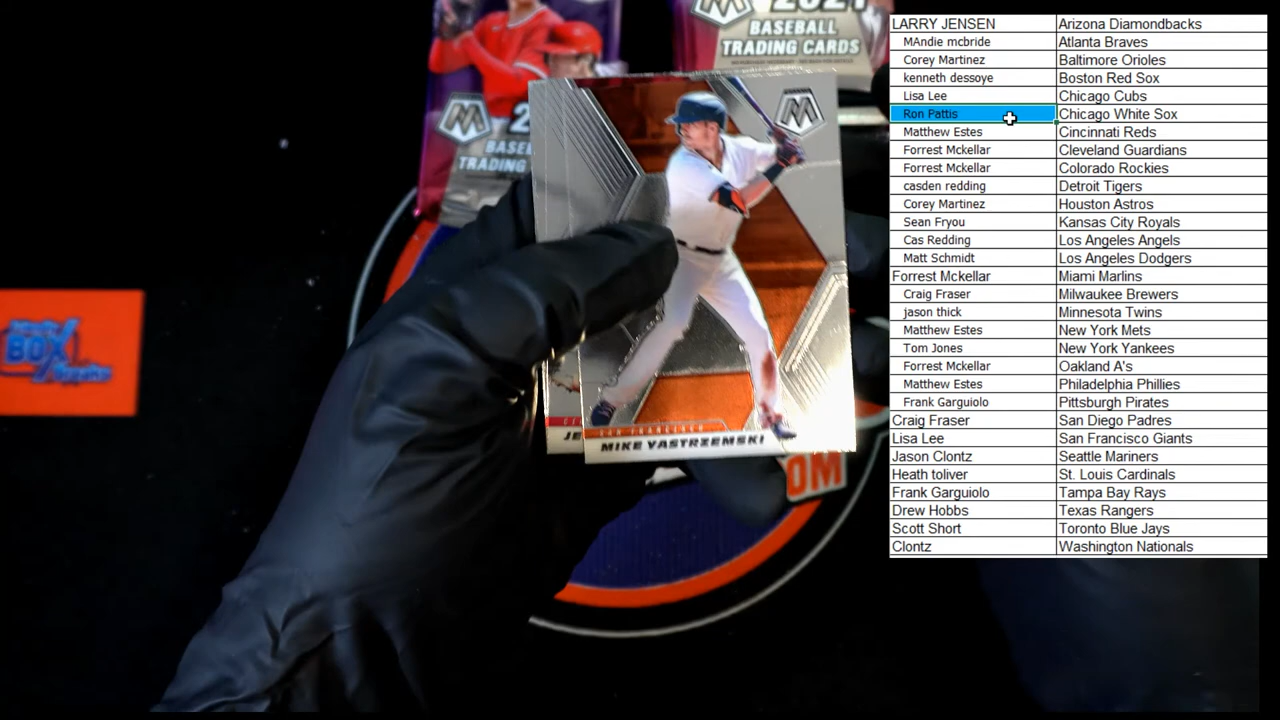 2021
BASEBALL
TRADING CARDS
2
BASE
TRADING
BOX
JE
MIKE YASTRZEMSKI
OM
LARRY JENSEN Arizona Diamondbacks
MAndie mcbride Atlanta Braves
Corey Martinez Baltimore Orioles
kenneth dessoye Boston Red Sox
Lisa Lee Chicago Cubs
Ron Pattis Chicago White Sox
Matthew Estes Cincinnati Reds
Forrest Mckellar Cleveland Guardians
Forrest Mckellar Colorado Rockies
casden redding Detroit Tigers
Corey Martinez Houston Astros
Sean Fryou Kansas City Royals
Cas Redding Los Angeles Angels
Matt Schmidt Los Angeles Dodgers
Forrest Mckellar Miami Marlins
Craig Fraser Milwaukee Brewers
jason thick Minnesota Twins
Matthew Estes New York Mets
Tom Jones New York Yankees
Forrest Mckellar Oakland A's
Matthew Estes Philadelphia Phillies
Frank Garguiolo Pittsburgh Pirates
Craig Fraser San Diego Padres
Lisa Lee San Francisco Giants
Jason Clontz Seattle Mariners
Heath toliver St. Louis Cardinals
Frank Garguiolo Tampa Bay Rays
Drew Hobbs Texas Rangers
Scott Short Toronto Blue Jays
Clontz Washington Nationals